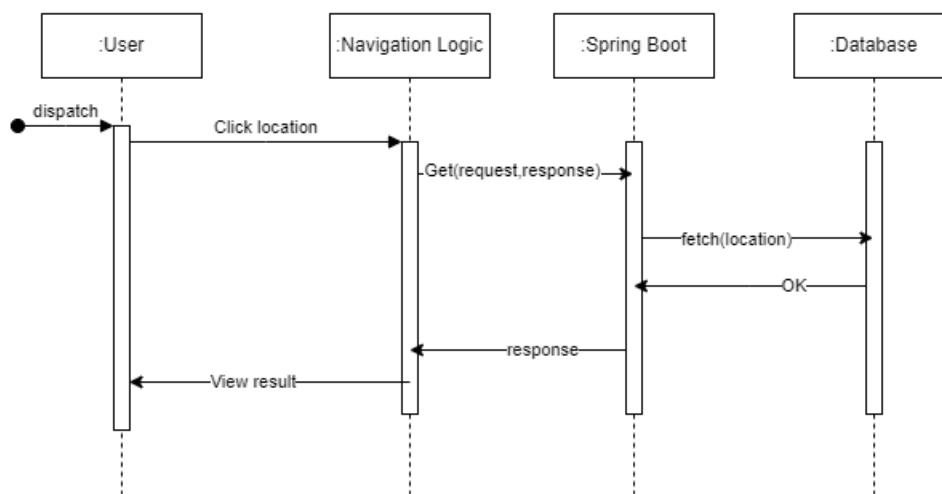 :User
:Navigation Logic
:Spring Boot
:Database
dispatch
Click location
Get(request,response)
fetch(location)
OK
response
View result